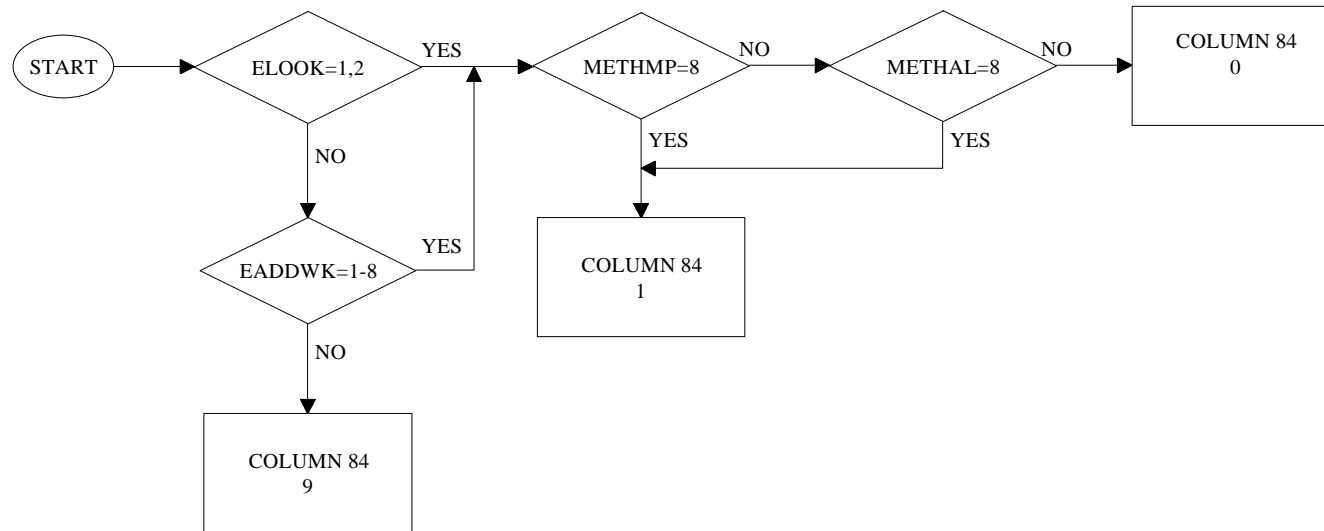 START
ELOOK=1,2
YES
METHMP=8
NO
METHAL=8
NO
COLUMN 84
0
NO
YES
YES
EADDWK=1-8
YES
COLUMN 84
1
NO
COLUMN 84
9